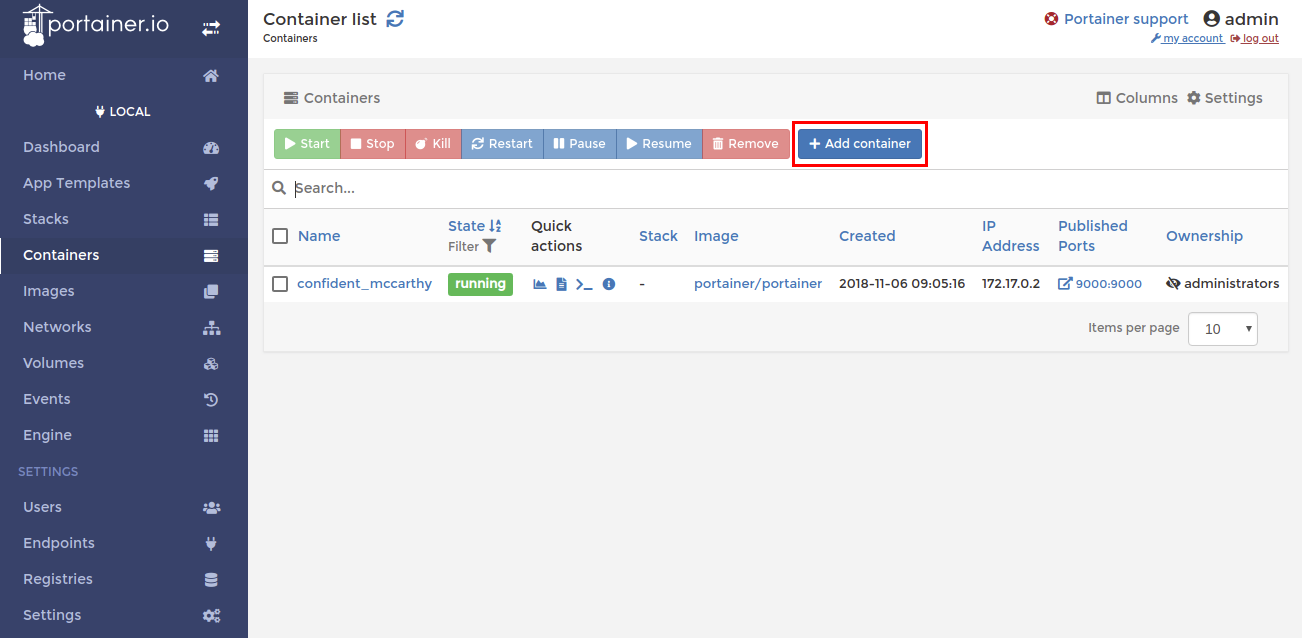 portainer.io
Home
LOCAL
Dashboard
App Templates
Stacks
Containers
Images
Networks
Volumes
Events
Engine
SETTINGS
Users
Endpoints
Registries
Settings
Container list
Containers
Portainer support admin
my account log out
Containers
Columns Settings
Start Stop Kill Restart Pause Resume Remove Add container
Search...
Name State Filter Quick actions Stack Image Created IP Address Published Ports Ownership
confident_mccarthy running - portainer/portainer 2018-11-06 09:05:16 172.17.0.2 9000:9000 administrators
Items per page 10